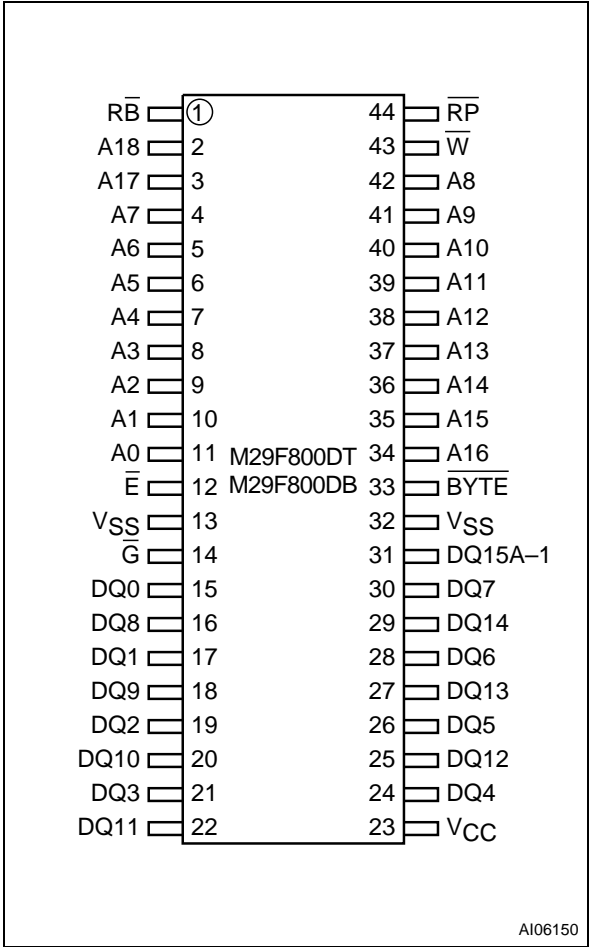 RB̅ 1 44 R̅P̅
A18 2 43 W̅
A17 3 42 A8
A7 4 41 A9
A6 5 40 A10
A5 6 39 A11
A4 7 38 A12
A3 8 37 A13
A2 9 36 A14
A1 10 35 A15
A0 11 M29F800DT 34 A16
E̅ 12 M29F800DB 33 B̅Y̅T̅E̅
VSS 13 32 VSS
G̅ 14 31 DQ15A–1
DQ0 15 30 DQ7
DQ8 16 29 DQ14
DQ1 17 28 DQ6
DQ9 18 27 DQ13
DQ2 19 26 DQ5
DQ10 20 25 DQ12
DQ3 21 24 DQ4
DQ11 22 23 VCC
AI06150